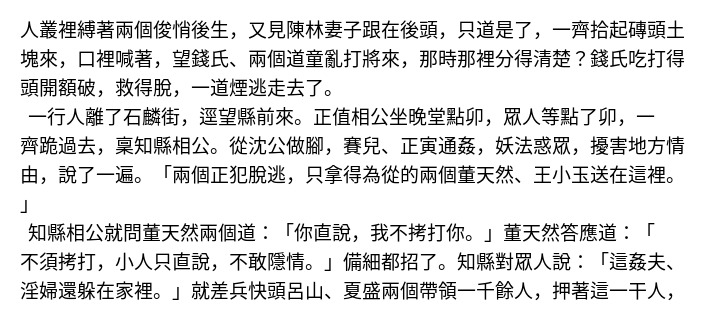 人叢裡縛著兩個俊悄後生，又見陳林妻子跟在後頭，只道是了，一齊拾起磚頭土
塊來，口裡喊著，望錢氏、兩個道童亂打將來，那時那裡分得清楚？錢氏吃打得
頭開額破，救得脫，一道煙逃走去了。
一行人離了石麟街，逕望縣前來。正值相公坐晚堂點卯，眾人等點了卯，一
齊跪過去，稟知縣相公。從沈公做腳，賽兒、正寅通姦，妖法惑眾，擾害地方情
由，說了一遍。「兩個正犯脫逃，只拿得為從的兩個董天然、王小玉送在這裡。
」
知縣相公就問董天然兩個道：「你直說，我不拷打你。」董天然答應道：「
不須拷打，小人只直說，不敢隱情。」備細都招了。知縣對眾人說：「這姦夫、
淫婦還躲在家裡。」就差兵快頭呂山、夏盛兩個帶領一千餘人，押著這一干人，